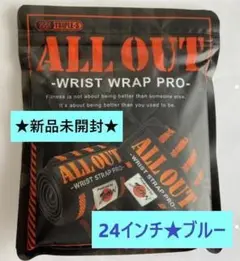 ALL OUT
-WRIST WRAP PRO-
Fitness is not about being better than someone else.
It's about being better than you used to be.
★新品未開封★
ALL OUT
-WRIST WRAP PRO-
24インチ★ブルー